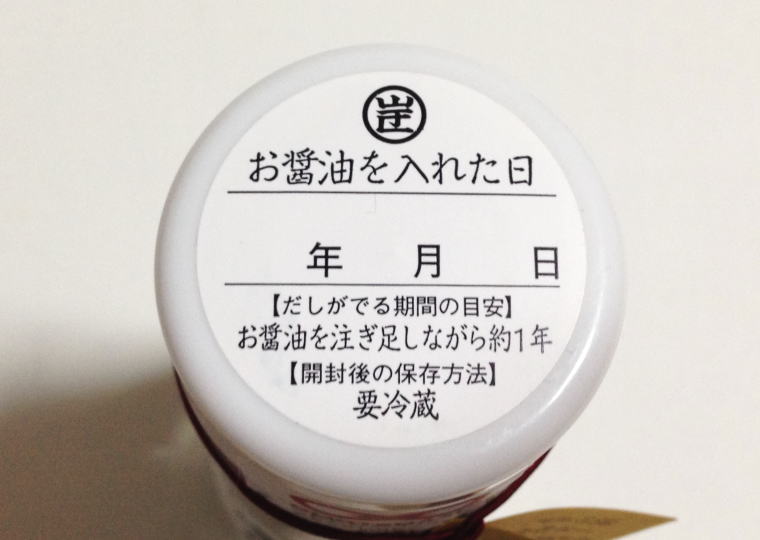 お醤油を入れた日
年 月 日
【だしがでる期間の目安】
お醤油を注ぎ足しながら約1年
【開封後の保存方法】
要冷蔵